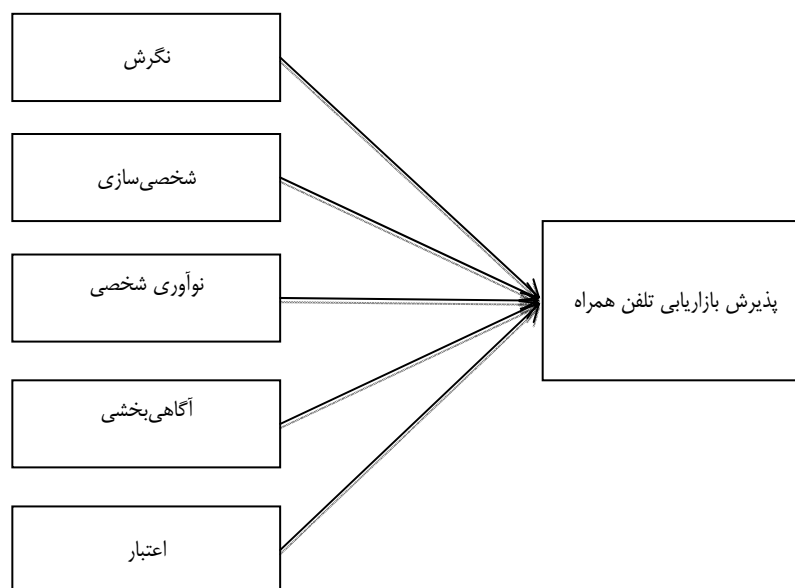 نگرش
شخصی‌سازی
نوآوری شخصی
آگاهی‌بخشی
اعتبار
پذیرش بازاریابی تلفن همراه